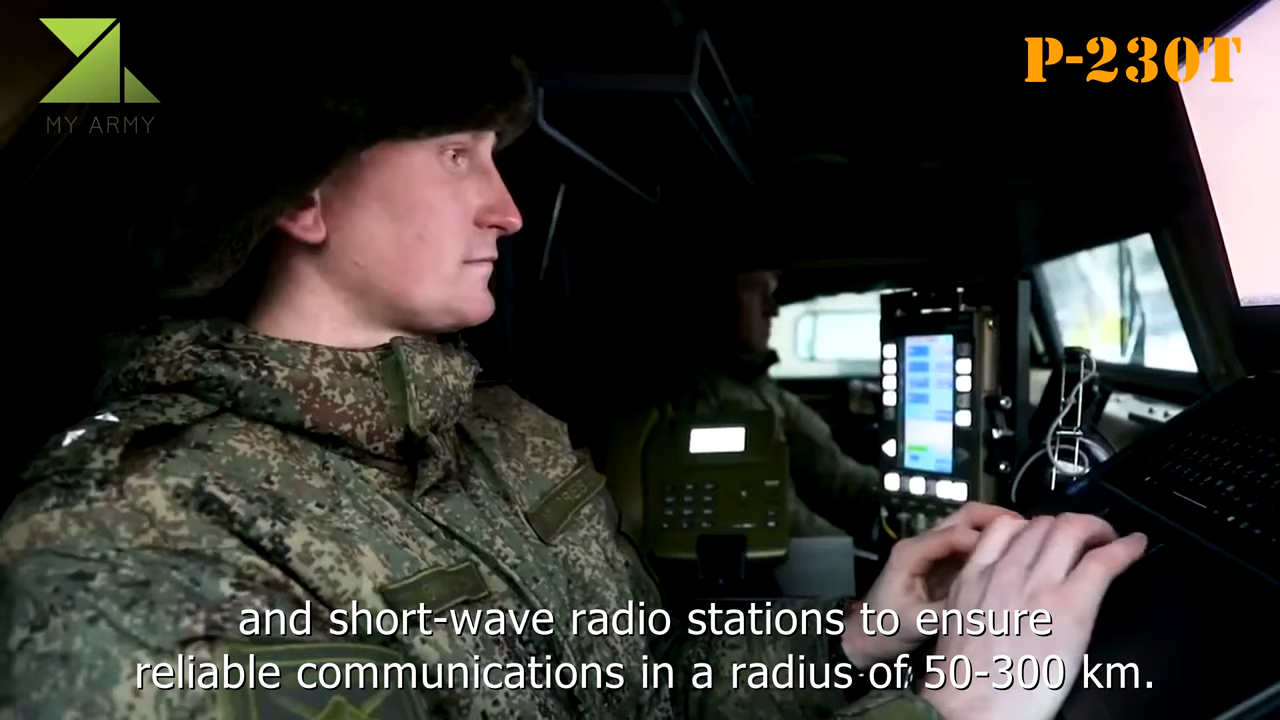 MY ARMY
P-230T
and short-wave radio stations to ensure
reliable communications in a radius of 50-300 km.